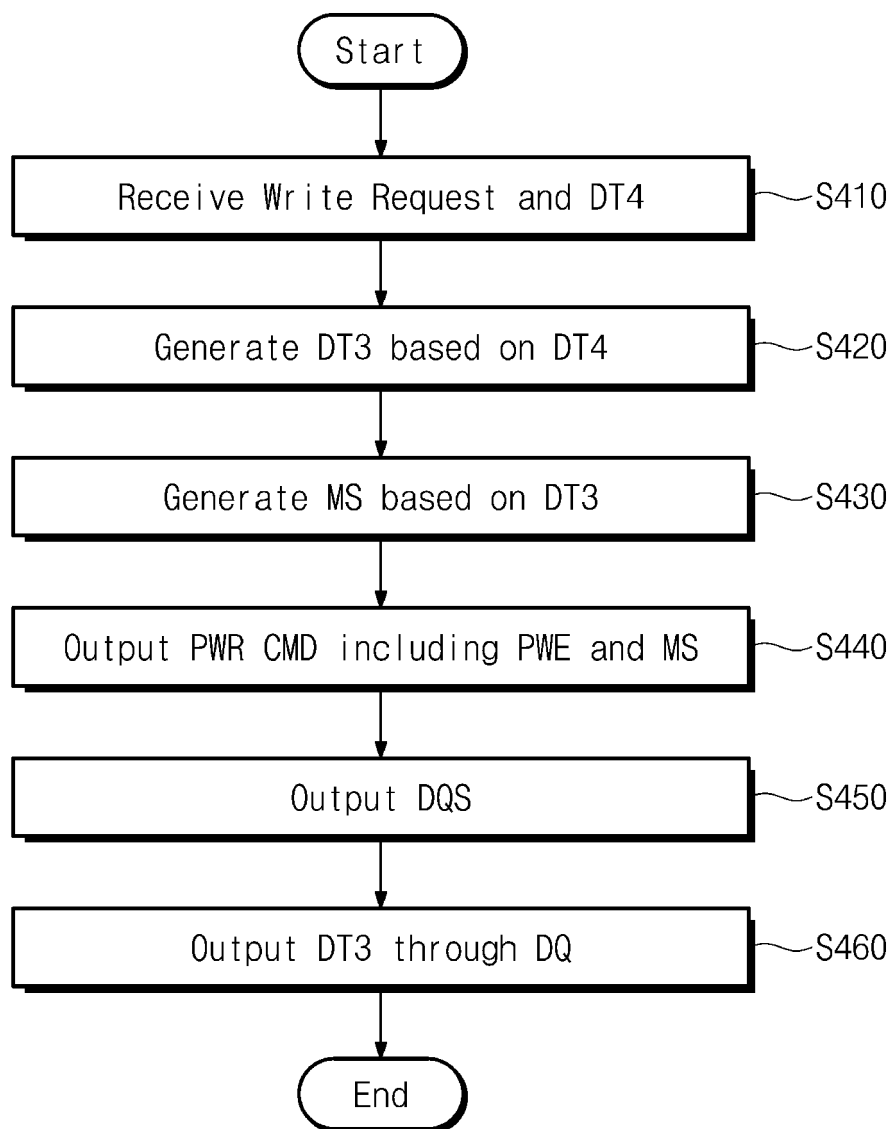 Start
Receive Write Request and DT4
S410
Generate DT3 based on DT4
S420
Generate MS based on DT3
S430
Output PWR CMD including PWE and MS
S440
Output DQS
S450
Output DT3 through DQ
S460
End